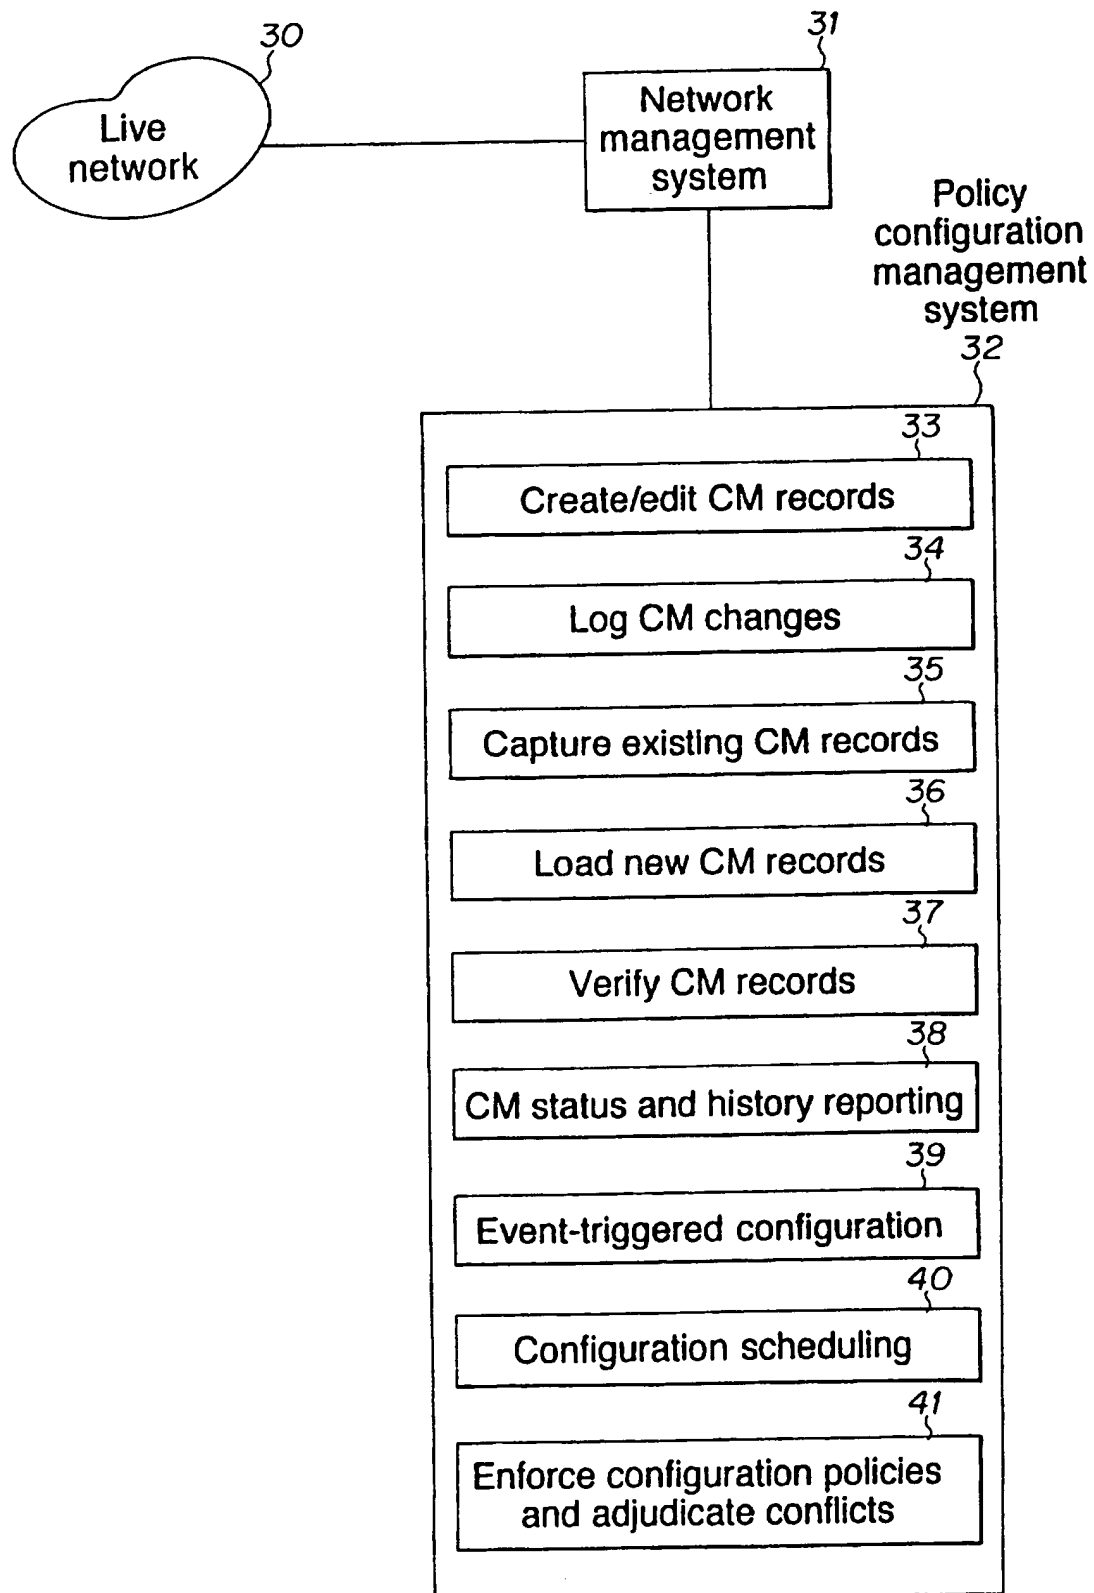 30
Live
network
31
Network
management
system
Policy
configuration
management
system
32
33
Create/edit CM records
34
Log CM changes
35
Capture existing CM records
36
Load new CM records
37
Verify CM records
38
CM status and history reporting
39
Event-triggered configuration
40
Configuration scheduling
41
Enforce configuration policies
and adjudicate conflicts